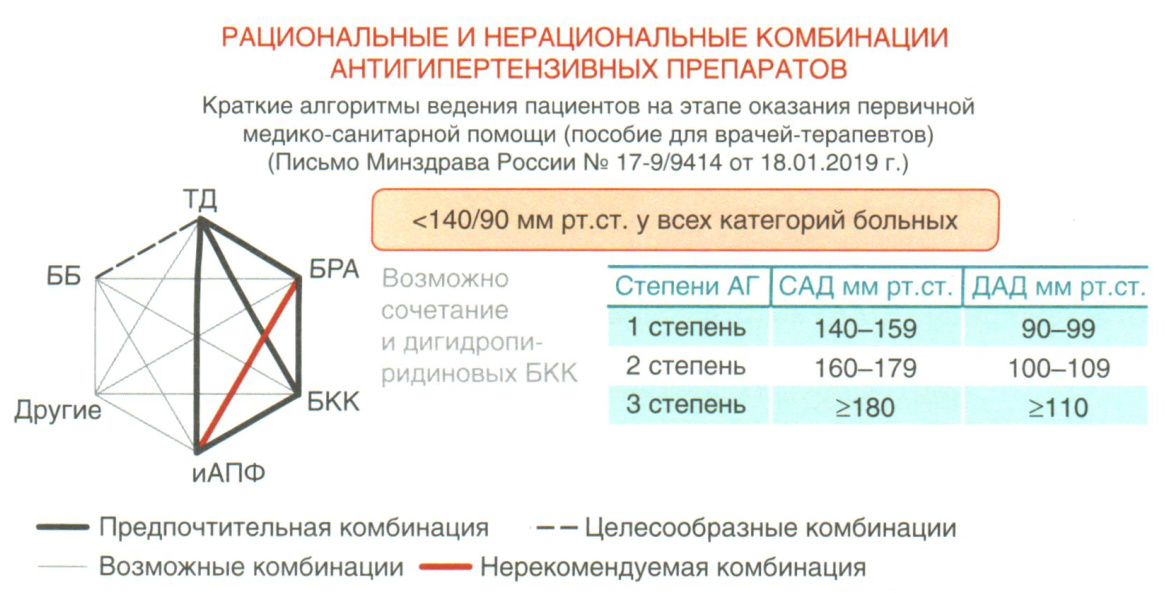 РАЦИОНАЛЬНЫЕ И НЕРАЦИОНАЛЬНЫЕ КОМБИНАЦИИ
АНТИГИПЕРТЕНЗИВНЫХ ПРЕПАРАТОВ
Краткие алгоритмы ведения пациентов на этапе оказания первичной
медико-санитарной помощи (пособие для врачей-терапевтов)
(Письмо Минздрава России № 17-9/9414 от 18.01.2019 г.)
ТД
ББ
БРА
Другие
БКК
иАПФ
<140/90 мм рт.ст. у всех категорий больных
Возможно
сочетание
и дигидропи-
ридиновых БКК
Степени АГ САД мм рт.ст. ДАД мм рт.ст.
1 степень 140–159 90–99
2 степень 160–179 100–109
3 степень ≥180 ≥110
Предпочтительная комбинация Целесообразные комбинации
Возможные комбинации Нерекомендуемая комбинация